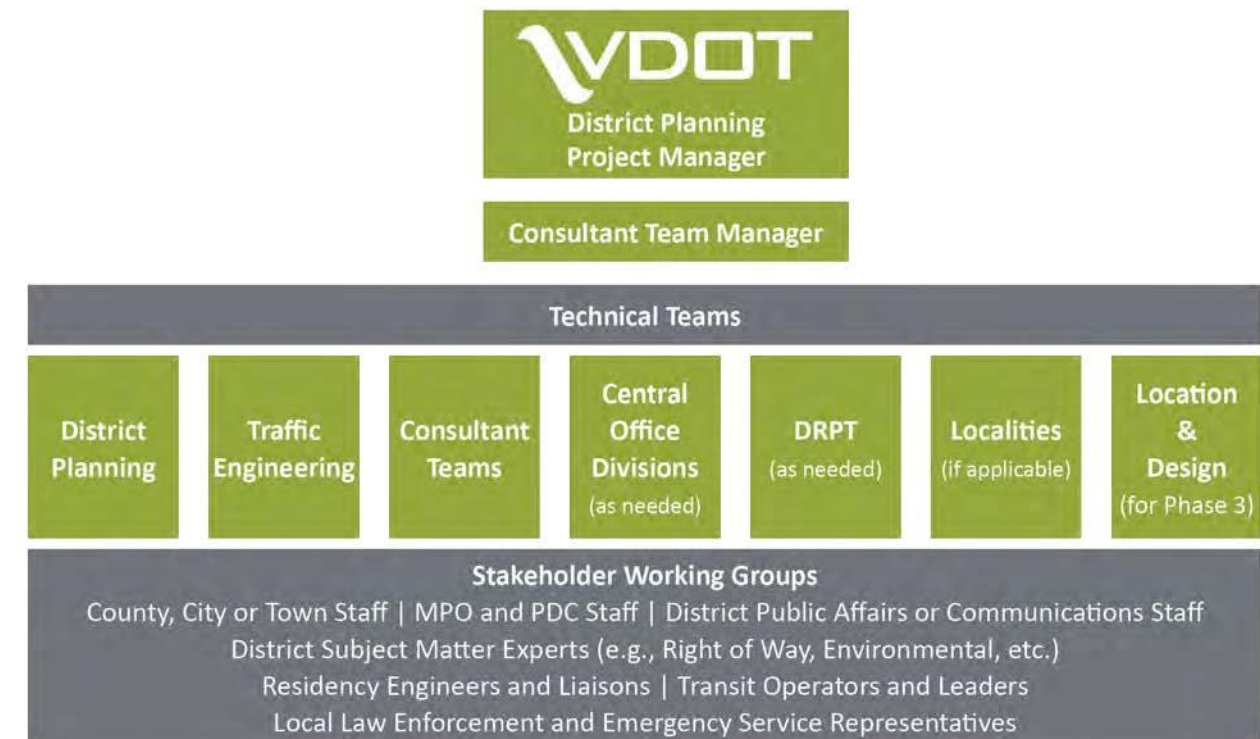 VDOT
District Planning
Project Manager
Consultant Team Manager
Technical Teams
District
Planning
Traffic
Engineering
Consultant
Teams
Central
Office
Divisions
(as needed)
DRPT
(as needed)
Localities
(if applicable)
Location
&
Design
(for Phase 3)
Stakeholder Working Groups
County, City or Town Staff | MPO and PDC Staff | District Public Affairs or Communications Staff
District Subject Matter Experts (e.g., Right of Way, Environmental, etc.)
Residency Engineers and Liaisons | Transit Operators and Leaders
Local Law Enforcement and Emergency Service Representatives